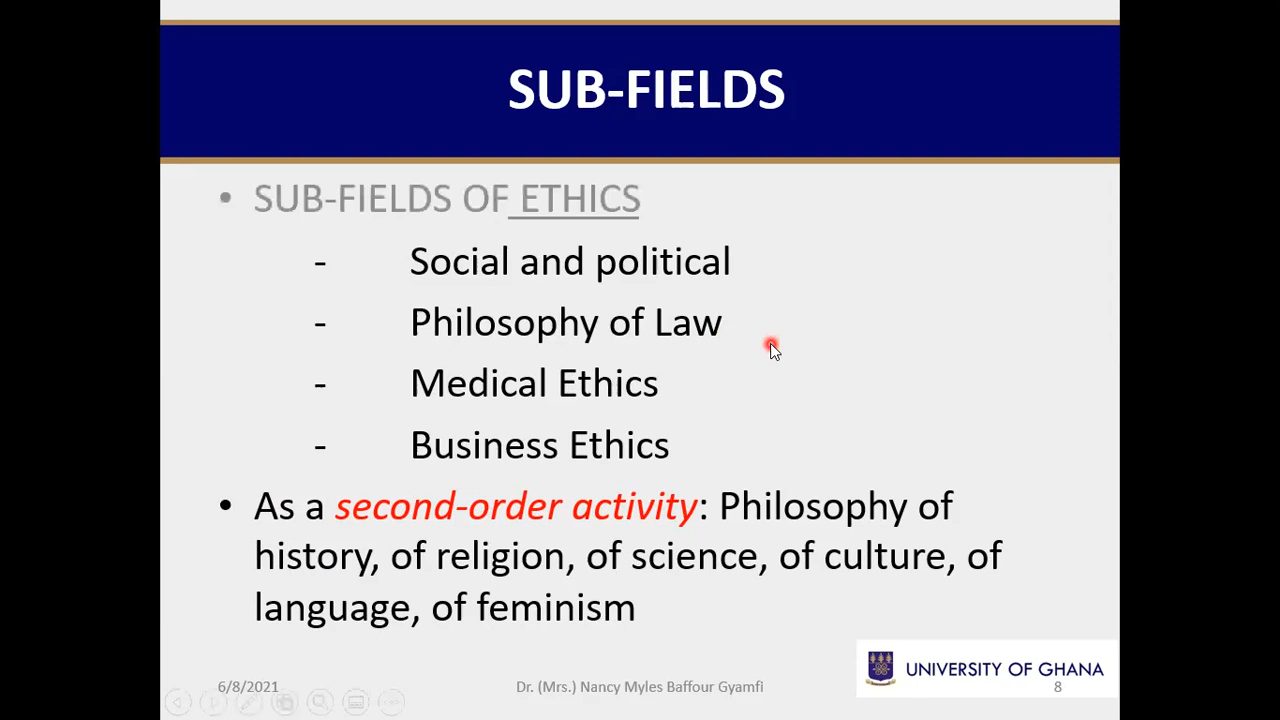 SUB-FIELDS
• SUB-FIELDS OF ETHICS
- Social and political
- Philosophy of Law
- Medical Ethics
- Business Ethics
• As a second-order activity: Philosophy of
history, of religion, of science, of culture, of
language, of feminism
UNIVERSITY OF GHANA
6/8/2021
Dr. (Mrs.) Nancy Myles Baffour Gyamfi
8